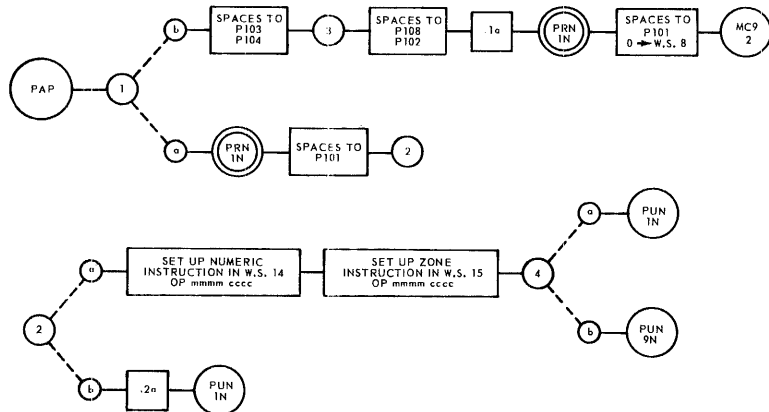 PAP
1
b
SPACES TO
P103
P104
3
SPACES TO
P108
P102
.1a
PRN
1N
SPACES TO
P101
0 → W.S. 8
MC9
2
a
PRN
1N
SPACES TO
P101
2
2
a
SET UP NUMERIC
INSTRUCTION IN W.S. 14
OP mmmm cccc
SET UP ZONE
INSTRUCTION IN W.S. 15
OP mmmm cccc
4
a
PUN
1N
b
PUN
9N
b
.2a
PUN
1N